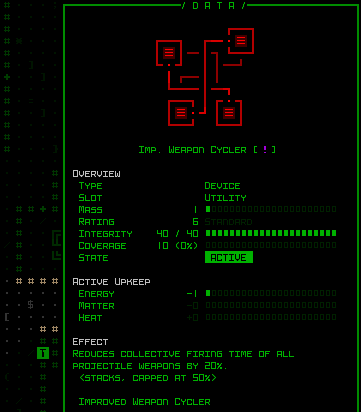 / D A T A /
IMP. WEAPON CYCLER [!]
OVERVIEW
TYPE DEVICE
SLOT UTILITY
MASS 1
RATING 6 STANDARD
INTEGRITY 40 / 40
COVERAGE 10 (0%)
STATE ACTIVE
ACTIVE UPKEEP
ENERGY -1
MATTER -0
HEAT +0
EFFECT
REDUCES COLLECTIVE FIRING TIME OF ALL
PROJECTILE WEAPONS BY 20%.
<STACKS, CAPPED AT 50%>
IMPROVED WEAPON CYCLER